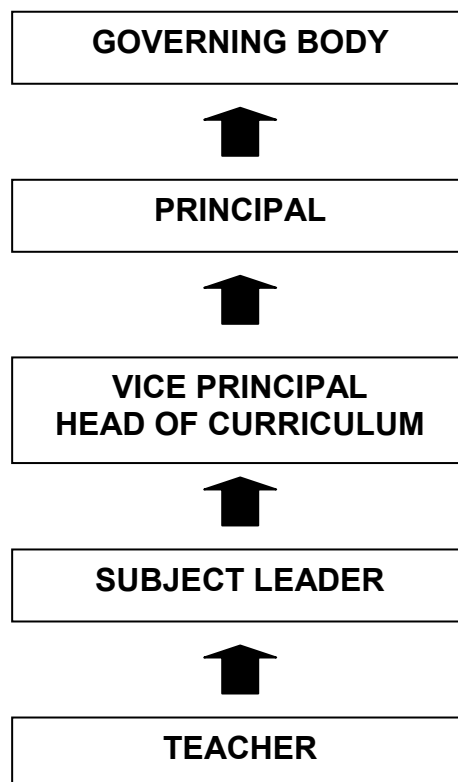 GOVERNING BODY
PRINCIPAL
VICE PRINCIPAL
HEAD OF CURRICULUM
SUBJECT LEADER
TEACHER